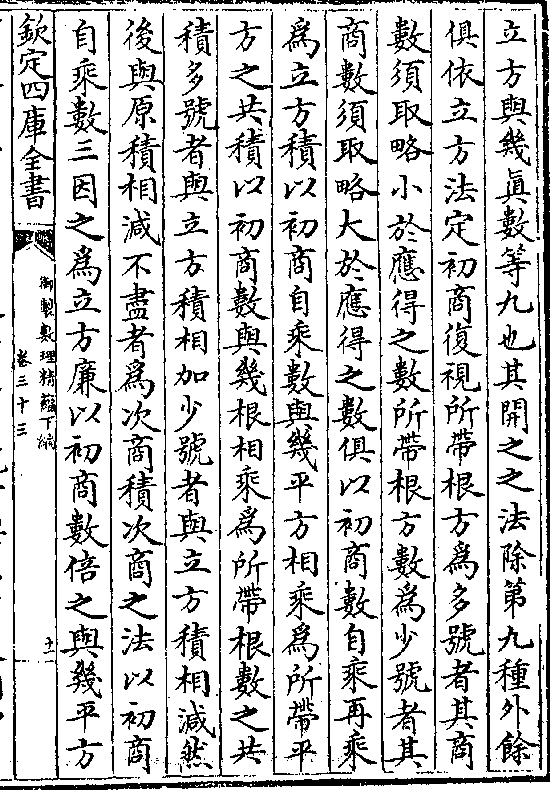 立方與幾眞數等九也其開之之法除第九種外餘
俱依立方法定初商復視所帶根方為多號者其商
數須取略小於應得之數所帶根方數為少號者其
商數須取略大於應得之數俱以初商數自乘再乘
為立方積以初商自乘數與幾平方相乘為所帶平
方之共積以初商數與幾根相乘為所帶根數之共
積多號者與立方積相加少號者與立方積相減然
後與原積相減不盡者為次商積次商之法以初商
自乘數三因之為立方廉以初商數倍之與幾平方
欽定四庫全書
御製數理精蘊下編
卷三十三